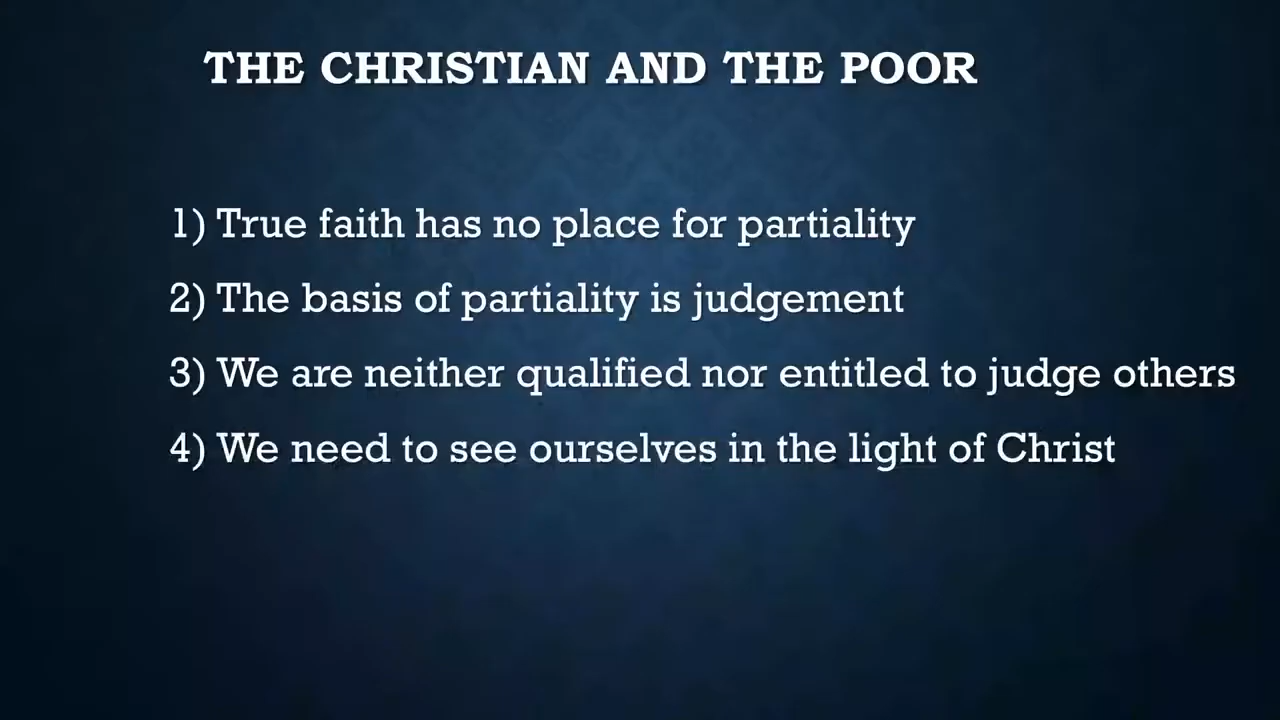 THE CHRISTIAN AND THE POOR
1) True faith has no place for partiality
2) The basis of partiality is judgement
3) We are neither qualified nor entitled to judge others
4) We need to see ourselves in the light of Christ